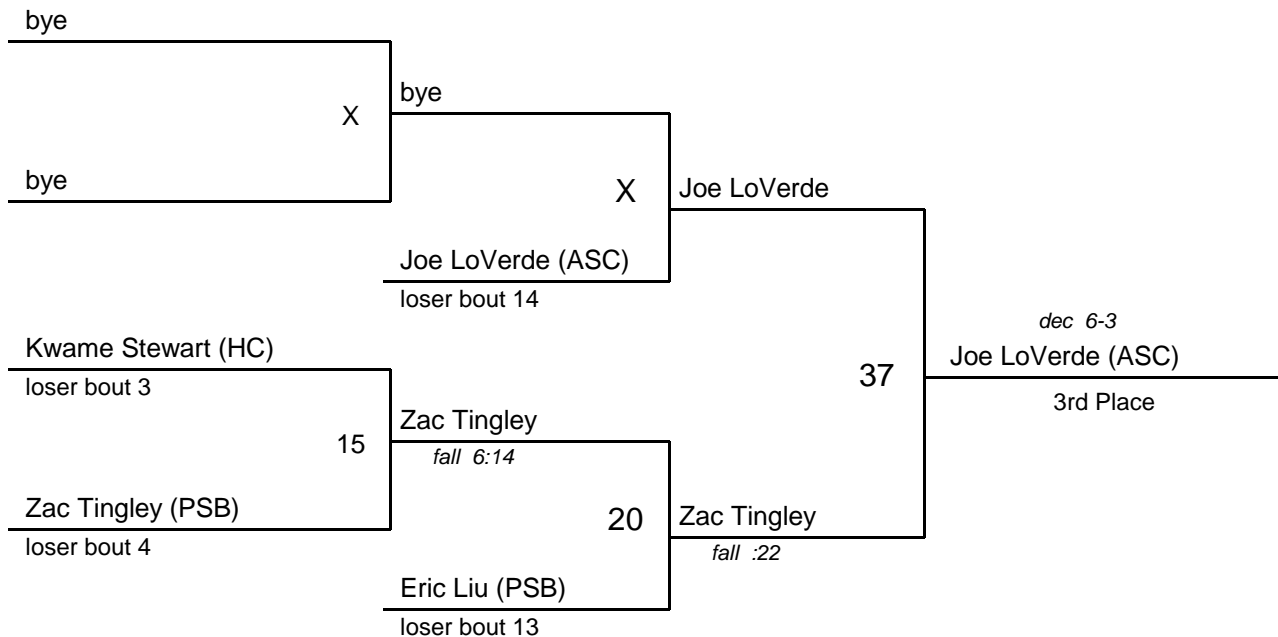 bye
bye
X
bye
X
Joe LoVerde
Joe LoVerde (ASC)
loser bout 14
dec 6-3
Kwame Stewart (HC)
Joe LoVerde (ASC)
37
loser bout 3
3rd Place
Zac Tingley
15
fall 6:14
Zac Tingley (PSB)
20
Zac Tingley
loser bout 4
fall :22
Eric Liu (PSB)
loser bout 13